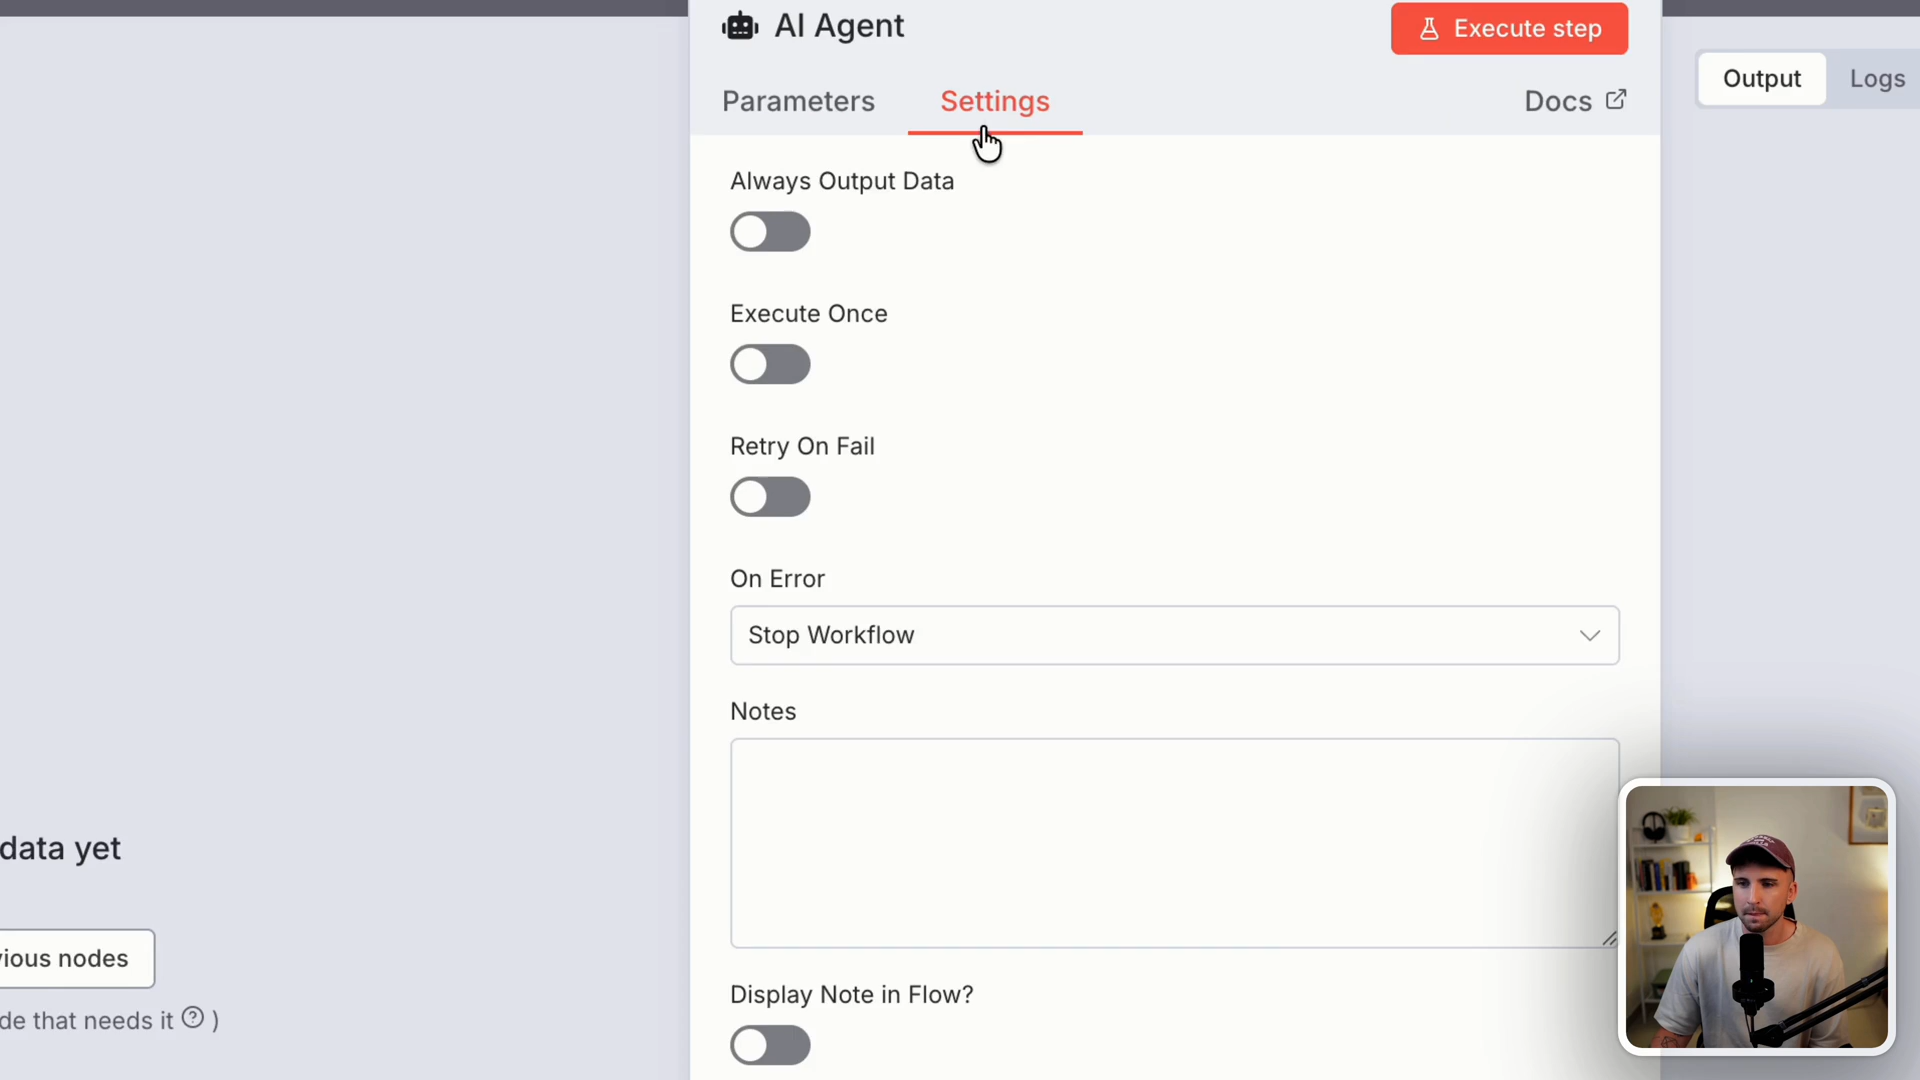 AI Agent
Execute step
Parameters
Settings
Docs
Output
Logs
Always Output Data
Execute Once
Retry On Fail
On Error
Stop Workflow
Notes
data yet
ious nodes
de that needs it ? )
Display Note in Flow?